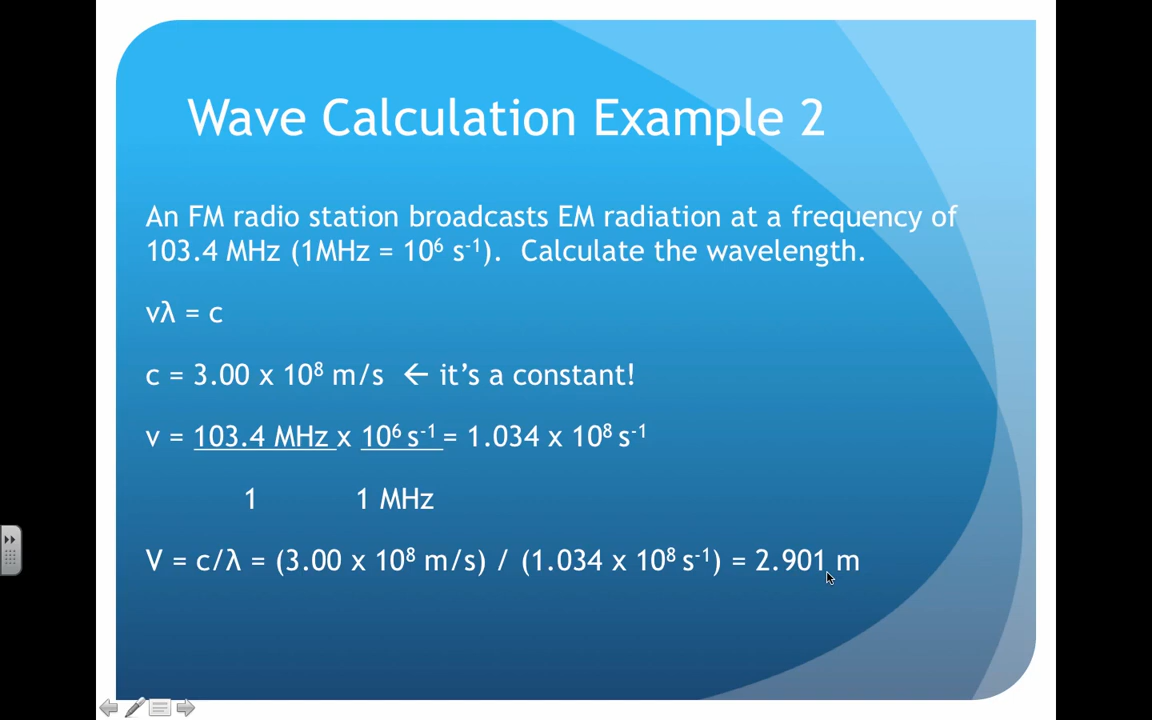 Wave Calculation Example 2
An FM radio station broadcasts EM radiation at a frequency of
103.4 MHz (1MHz = 10⁶ s⁻¹).  Calculate the wavelength.
νλ = c
c = 3.00 x 10⁸ m/s ← it’s a constant!
ν = 103.4 MHz x 10⁶ s⁻¹ = 1.034 x 10⁸ s⁻¹
1 1 MHz
V = c/λ = (3.00 x 10⁸ m/s) / (1.034 x 10⁸ s⁻¹) = 2.901 m